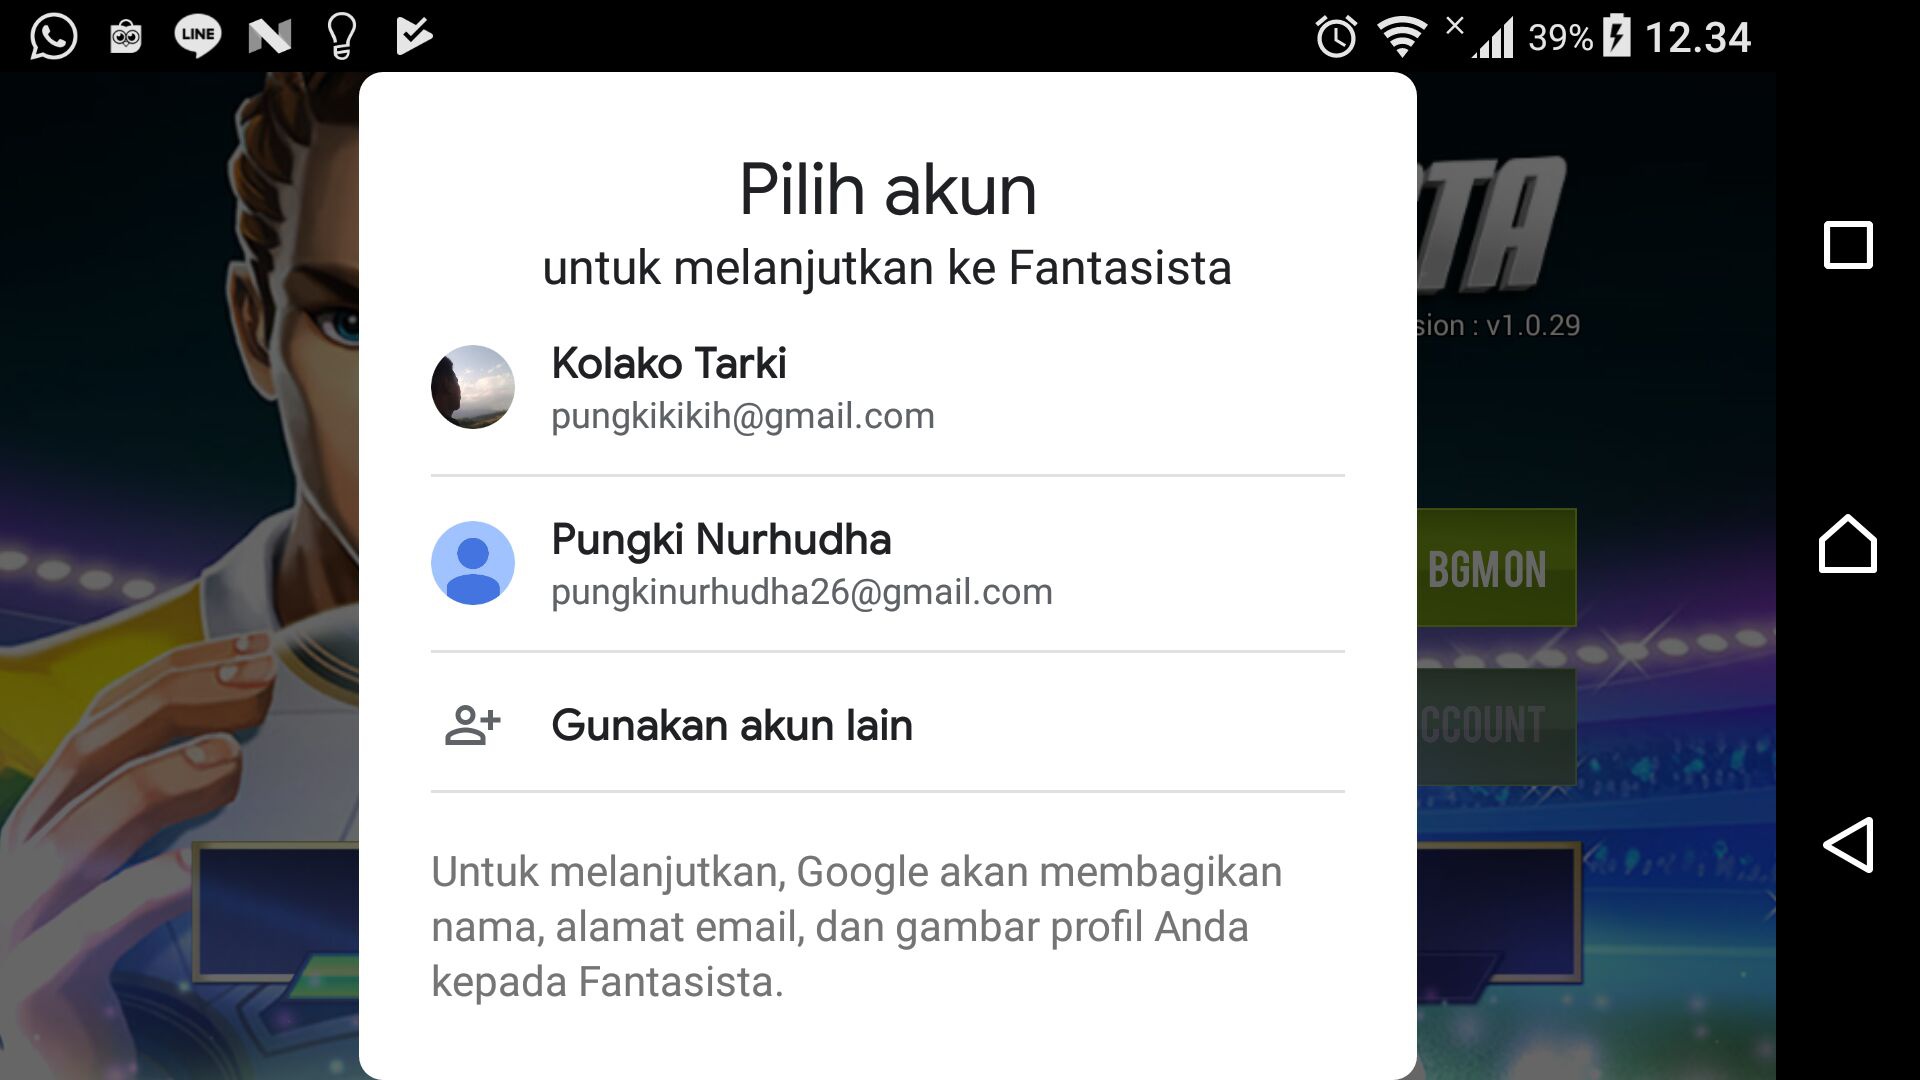 LINE
39%
12.34
Pilih akun
untuk melanjutkan ke Fantasista
Kolako Tarki
pungkikikih@gmail.com
Pungki Nurhudha
pungkinurhudha26@gmail.com
Gunakan akun lain
Untuk melanjutkan, Google akan membagikan
nama, alamat email, dan gambar profil Anda
kepada Fantasista.
TA
sion : v1.0.29
BGM ON
CCOUNT